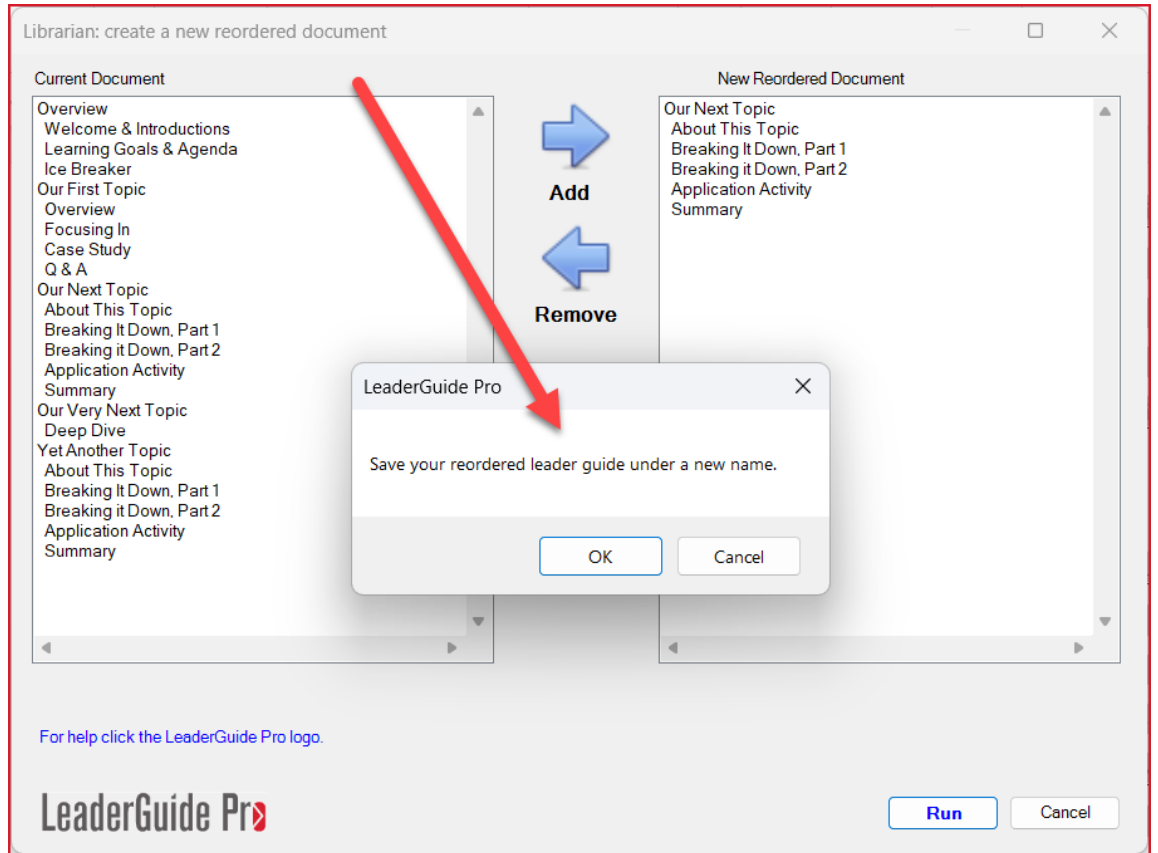 Librarian: create a new reordered document
Current Document
Overview
Welcome & Introductions
Learning Goals & Agenda
Ice Breaker
Our First Topic
Overview
Focusing In
Case Study
Q & A
Our Next Topic
About This Topic
Breaking It Down, Part 1
Breaking it Down, Part 2
Application Activity
Summary
Our Very Next Topic
Deep Dive
Yet Another Topic
About This Topic
Breaking It Down, Part 1
Breaking it Down, Part 2
Application Activity
Summary
Add
Remove
New Reordered Document
Our Next Topic
About This Topic
Breaking It Down, Part 1
Breaking it Down, Part 2
Application Activity
Summary
LeaderGuide Pro
Save your reordered leader guide under a new name.
OK
Cancel
For help click the LeaderGuide Pro logo.
LeaderGuide Pro
Run
Cancel